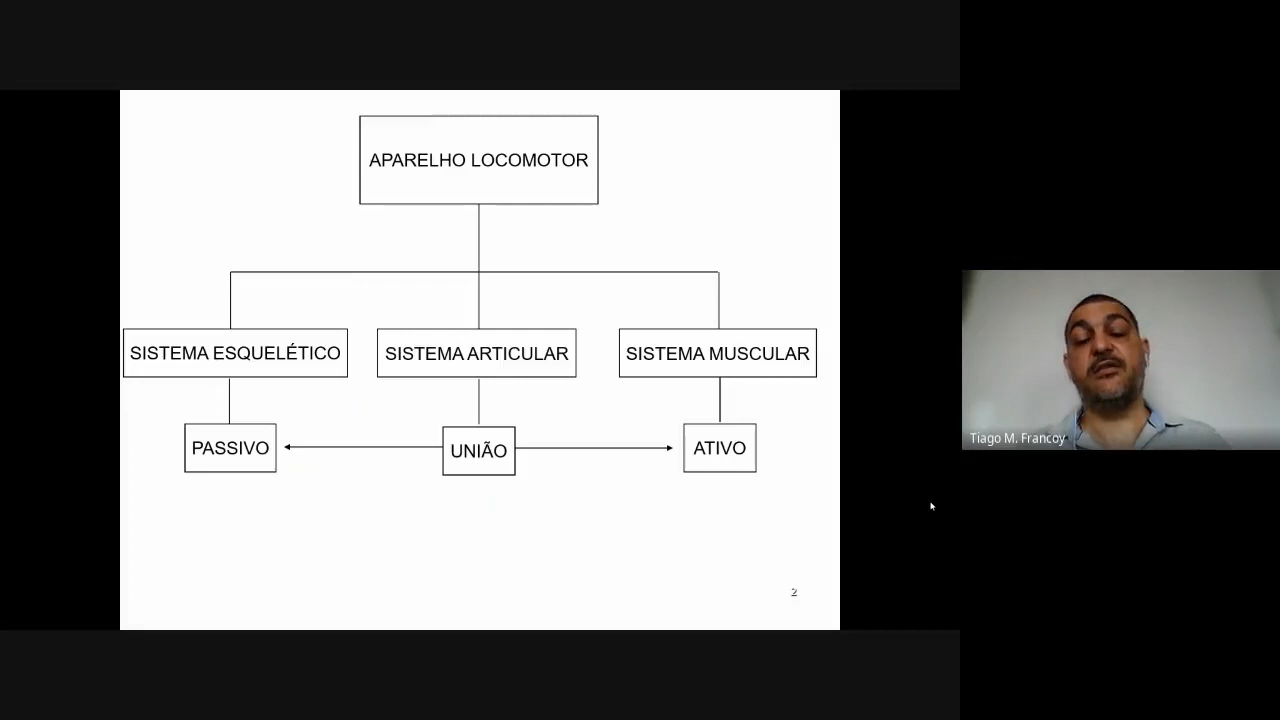 APARELHO LOCOMOTOR
SISTEMA ESQUELÉTICO
SISTEMA ARTICULAR
SISTEMA MUSCULAR
PASSIVO
UNIÃO
ATIVO
2
Tiago M. Francoy